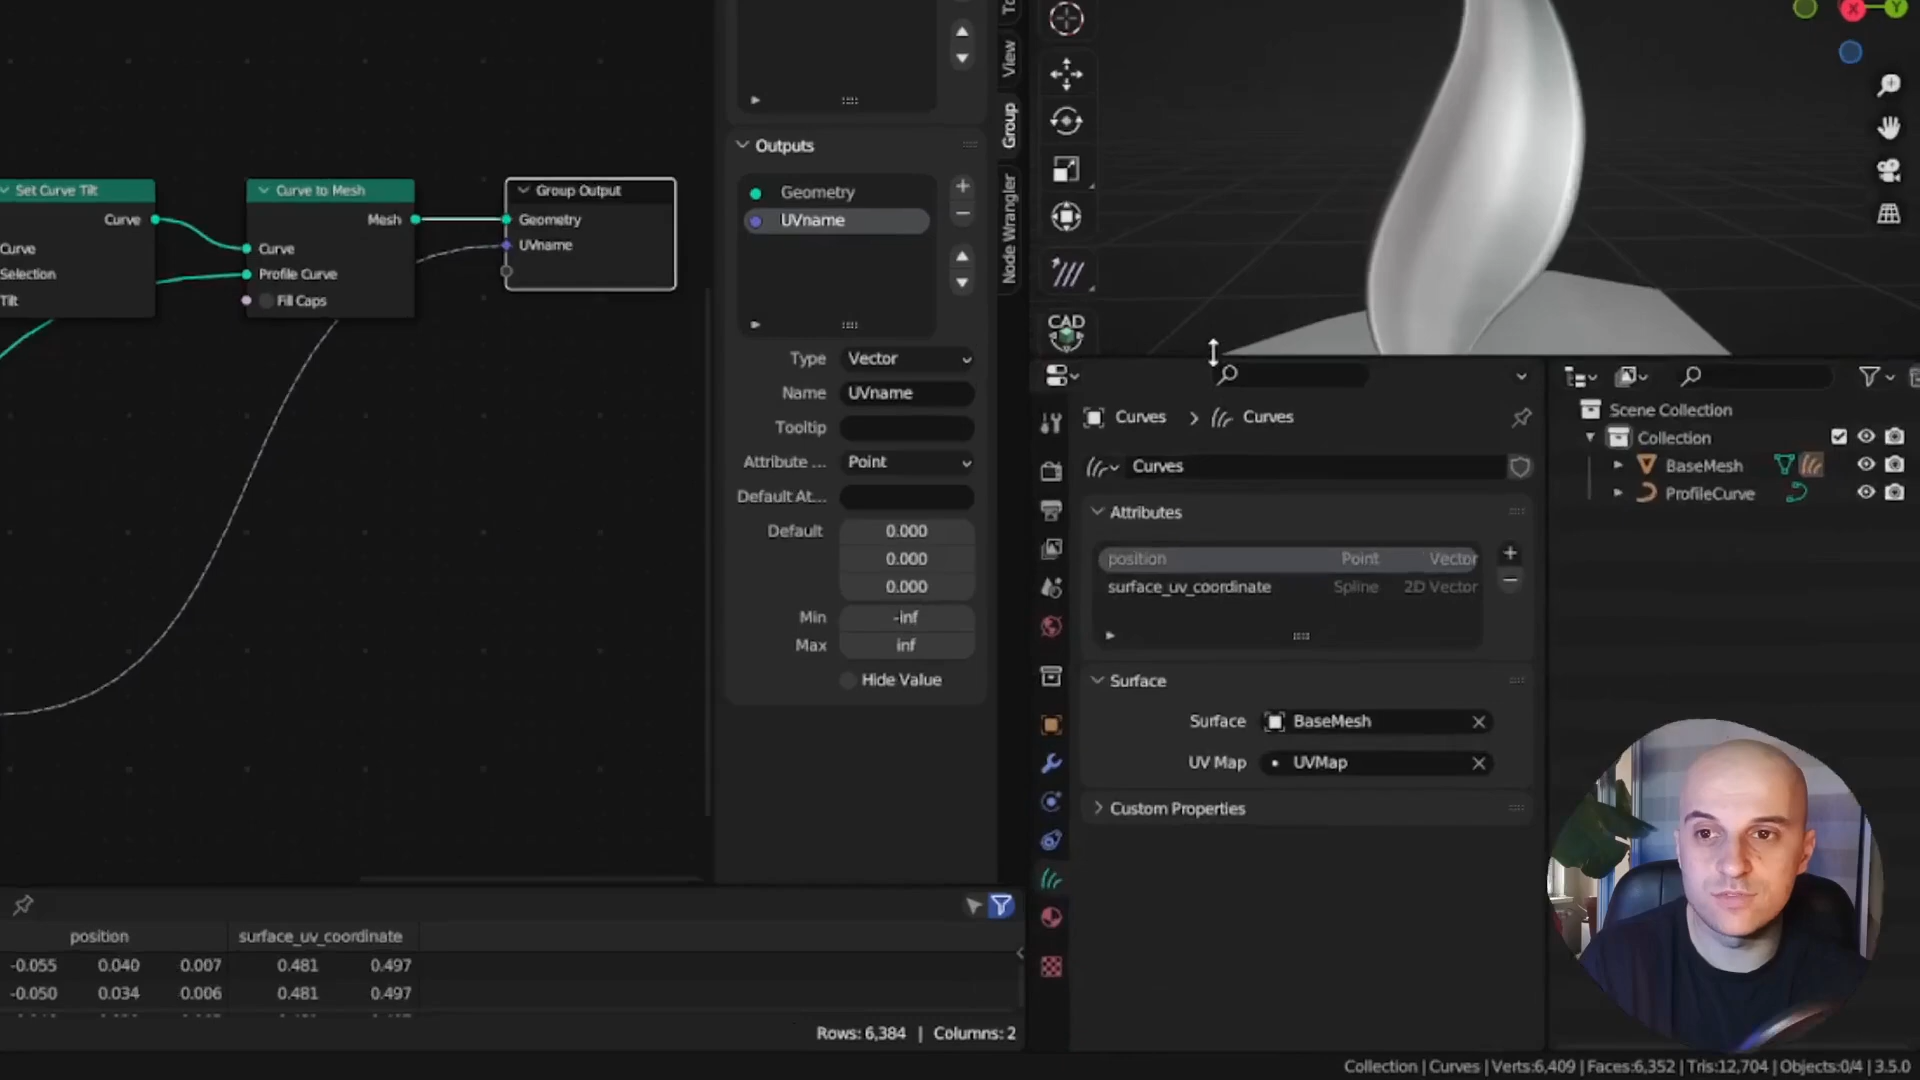 To
View
Group
Node Wrangler
Set Curve Tilt
Curve
Curve
Selection
Tilt
Curve to Mesh
Mesh
Curve
Profile Curve
Fill Caps
Group Output
Geometry
UVname
Outputs
Geometry
UVname
Type Vector
Name UVname
Tooltip
Attribute ... Point
Default At...
Default 0.000
0.000
0.000
Min -inf
Max inf
Hide Value
X
Y
CAD
Curves > Curves
Curves
Attributes
position Point Vector
surface_uv_coordinate Spline 2D Vector
Surface
Surface BaseMesh
UV Map UVMap
Custom Properties
Scene Collection
Collection
BaseMesh
ProfileCurve
position surface_uv_coordinate
-0.055 0.040 0.007 0.481 0.497
-0.050 0.034 0.006 0.481 0.497
Rows: 6,384 | Columns: 2
Collection | Curves | Verts:6,409 | Faces:6,352 | Tris:12,704 | Objects:0/4 | 3.5.0